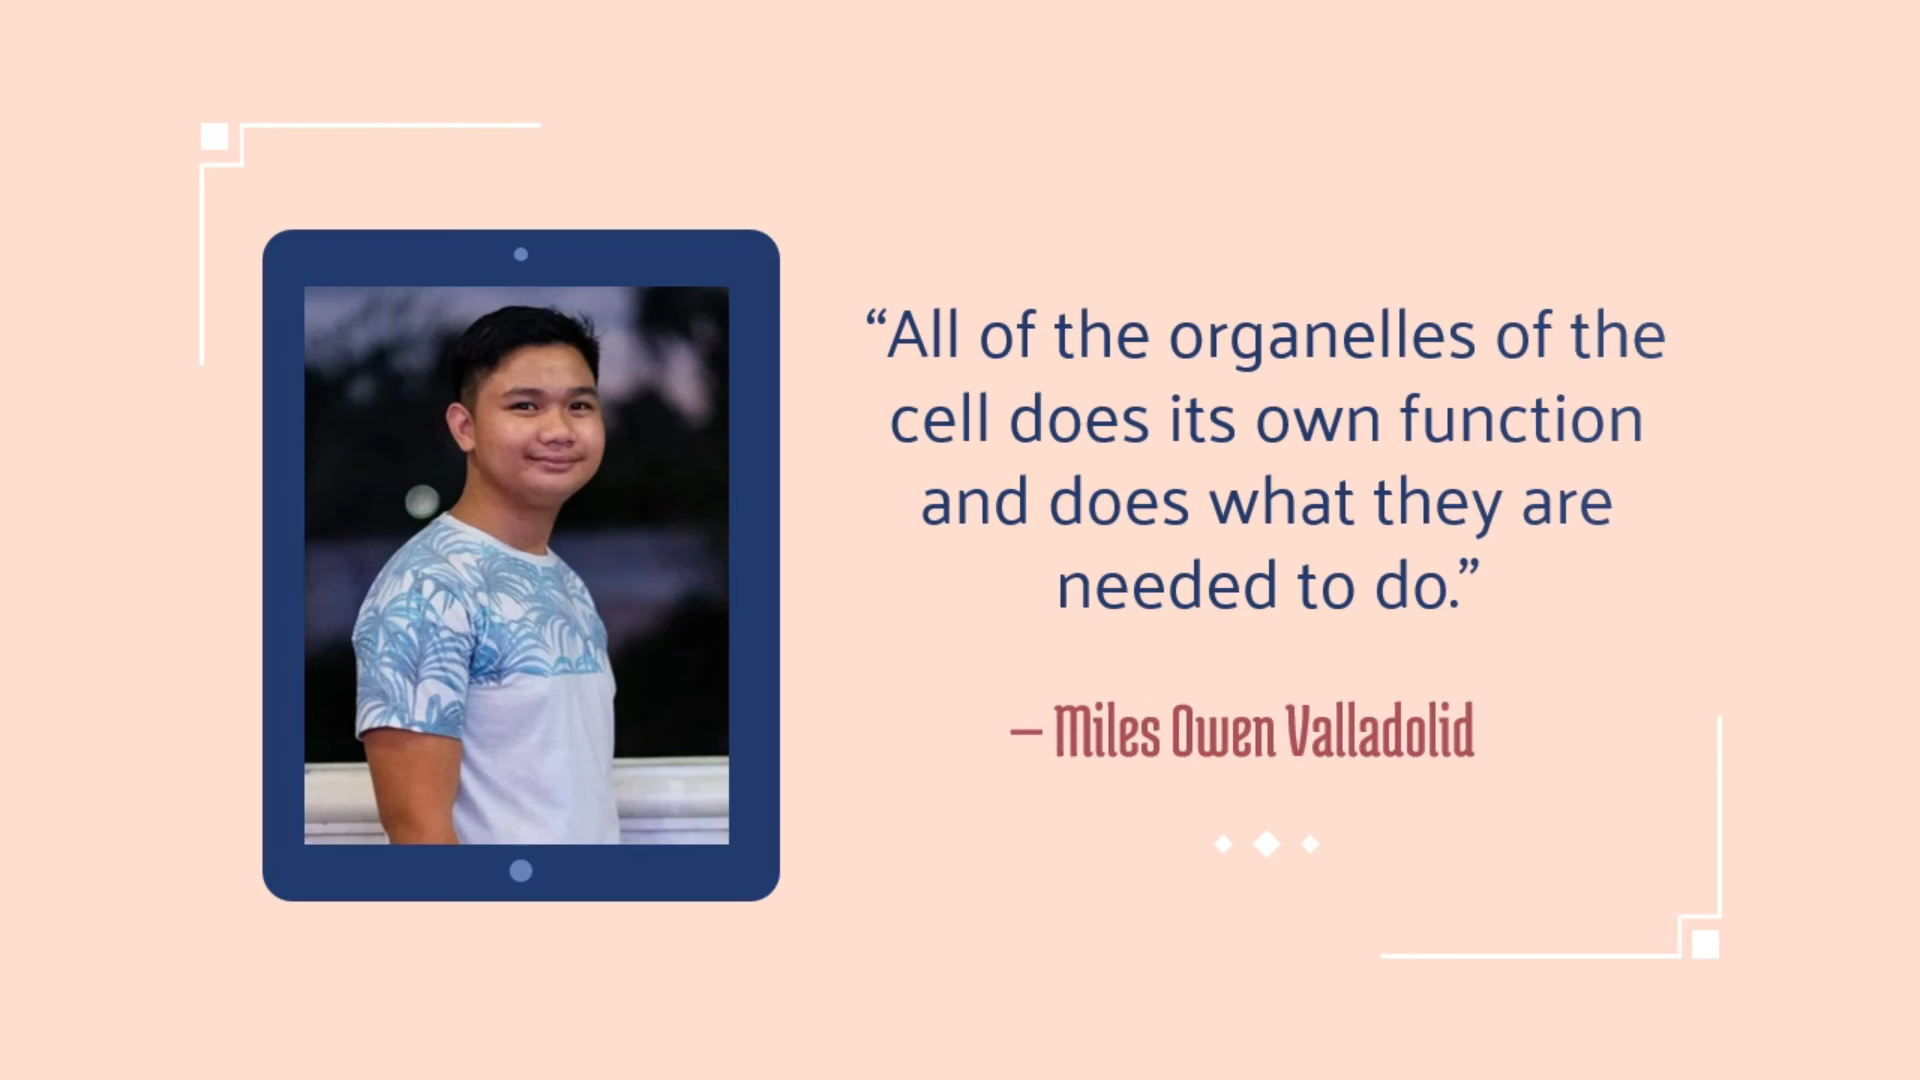 “All of the organelles of the
cell does its own function
and does what they are
needed to do.”
– Miles Owen Valladolid